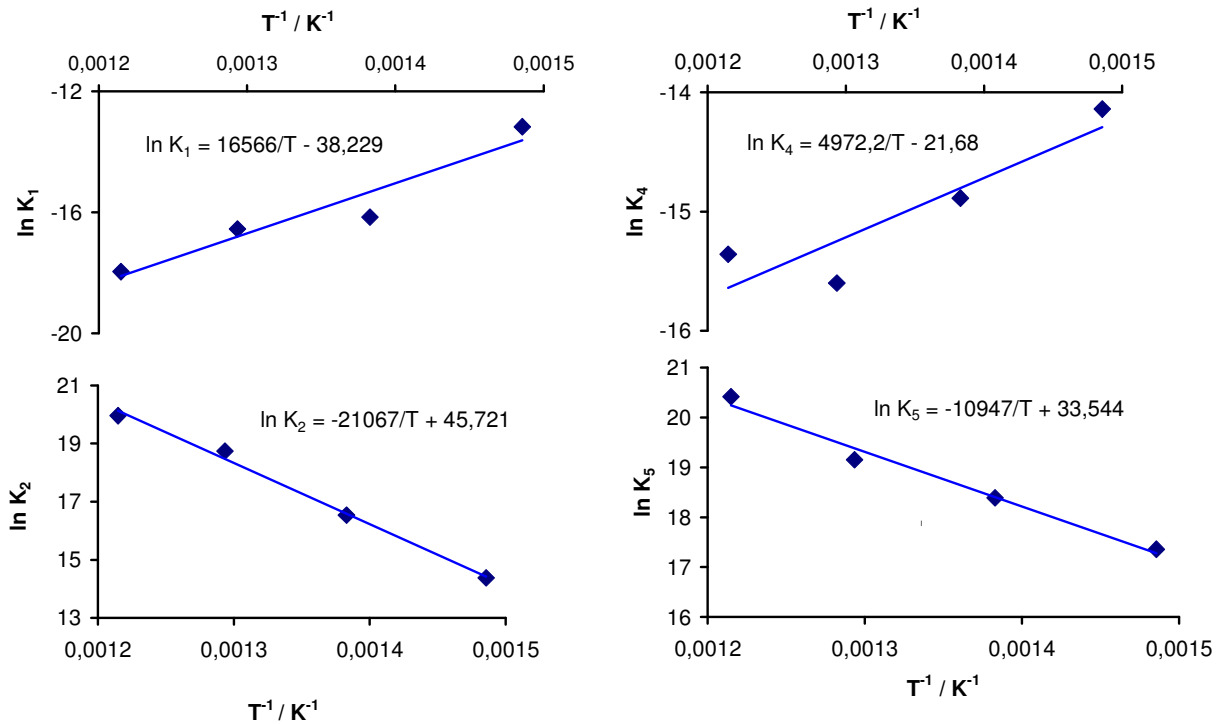 T⁻¹ / K⁻¹
0,0012 0,0013 0,0014 0,0015
-12
-16
-20
ln K₁
ln K₁ = 16566/T - 38,229
T⁻¹ / K⁻¹
0,0012 0,0013 0,0014 0,0015
-14
-15
-16
ln K₄
ln K₄ = 4972,2/T - 21,68
21
19
17
15
13
ln K₂
ln K₂ = -21067/T + 45,721
0,0012 0,0013 0,0014 0,0015
T⁻¹ / K⁻¹
21
20
19
18
17
16
ln K₅
ln K₅ = -10947/T + 33,544
0,0012 0,0013 0,0014 0,0015
T⁻¹ / K⁻¹